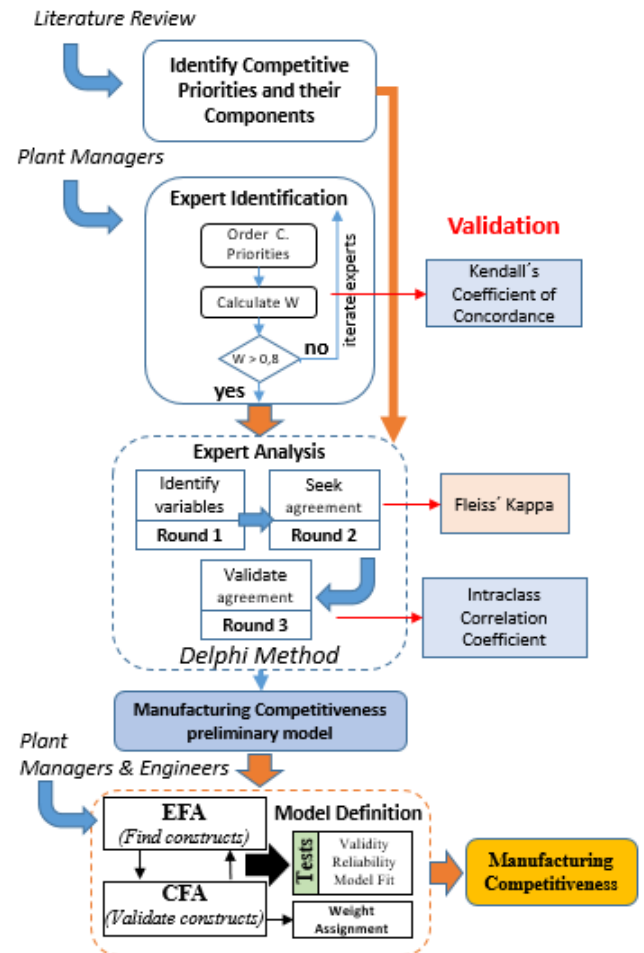 Literature Review
Identify Competitive
Priorities and their
Components
Plant Managers
Expert Identification
Order C.
Priorities
Calculate W
W > 0,8
no
yes
iterate experts
Validation
Kendall´s
Coefficient of
Concordance
Expert Analysis
Identify
variables
Round 1
Seek
agreement
Round 2
Fleiss´ Kappa
Validate
agreement
Round 3
Intraclass
Correlation
Coefficient
Delphi Method
Manufacturing Competitiveness
preliminary model
Plant
Managers & Engineers
EFA
(Find constructs)
CFA
(Validate constructs)
Model Definition
Tests
Validity
Reliability
Model Fit
Weight
Assignment
Manufacturing
Competitiveness